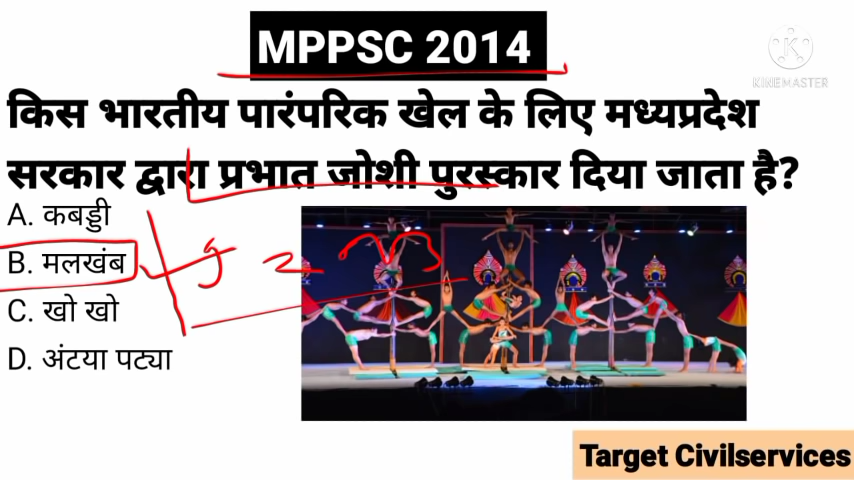 MPPSC 2014
KINEMASTER
किस भारतीय पारंपरिक खेल के लिए मध्यप्रदेश
सरकार द्वारा प्रभात जोशी पुरस्कार दिया जाता है?
A. कबड्डी
B. मलखंब
C. खो खो
D. अंटया पट्या
Target Civilservices